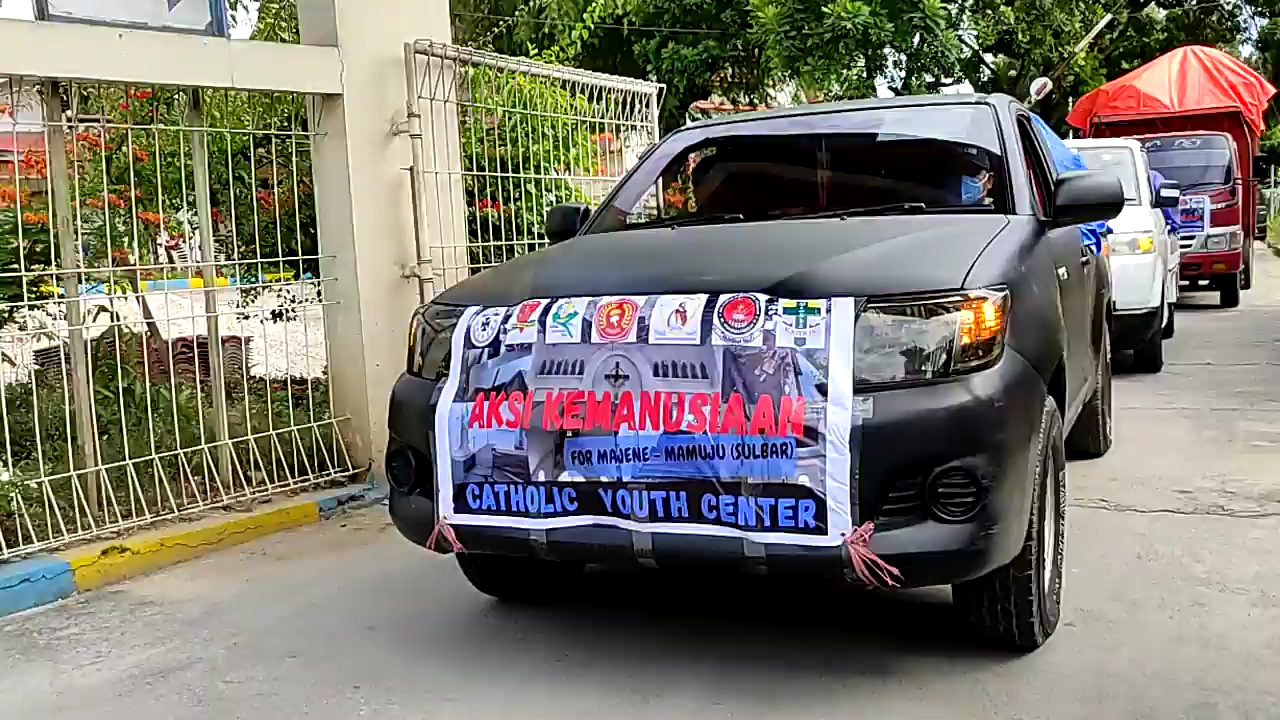 AKSI KEMANUSIAAN
FOR MAJENE - MAMUJU (SULBAR)
CATHOLIC YOUTH CENTER